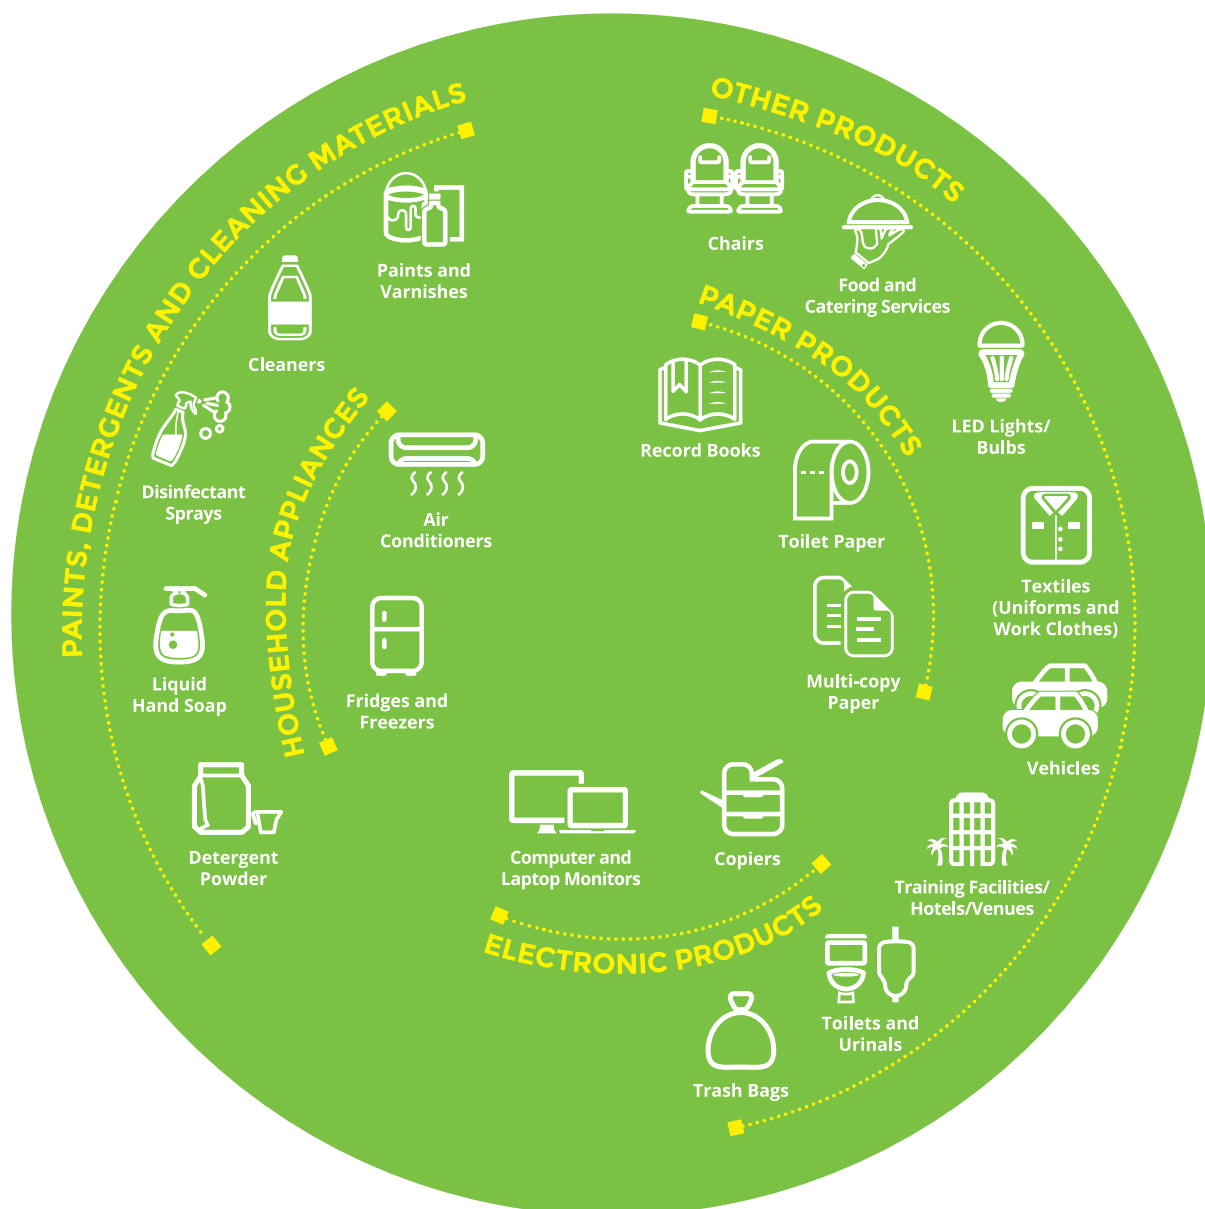 PAINTS, DETERGENTS AND CLEANING MATERIALS
Paints and
Varnishes
Cleaners
Disinfectant
Sprays
Liquid
Hand Soap
Detergent
Powder
HOUSEHOLD APPLIANCES
Air
Conditioners
Fridges and
Freezers
ELECTRONIC PRODUCTS
Computer and
Laptop Monitors
Copiers
PAPER PRODUCTS
Record Books
Toilet Paper
Multi-copy
Paper
OTHER PRODUCTS
Chairs
Food and
Catering Services
LED Lights/
Bulbs
Textiles
(Uniforms and
Work Clothes)
Vehicles
Training Facilities/
Hotels/Venues
Toilets and
Urinals
Trash Bags